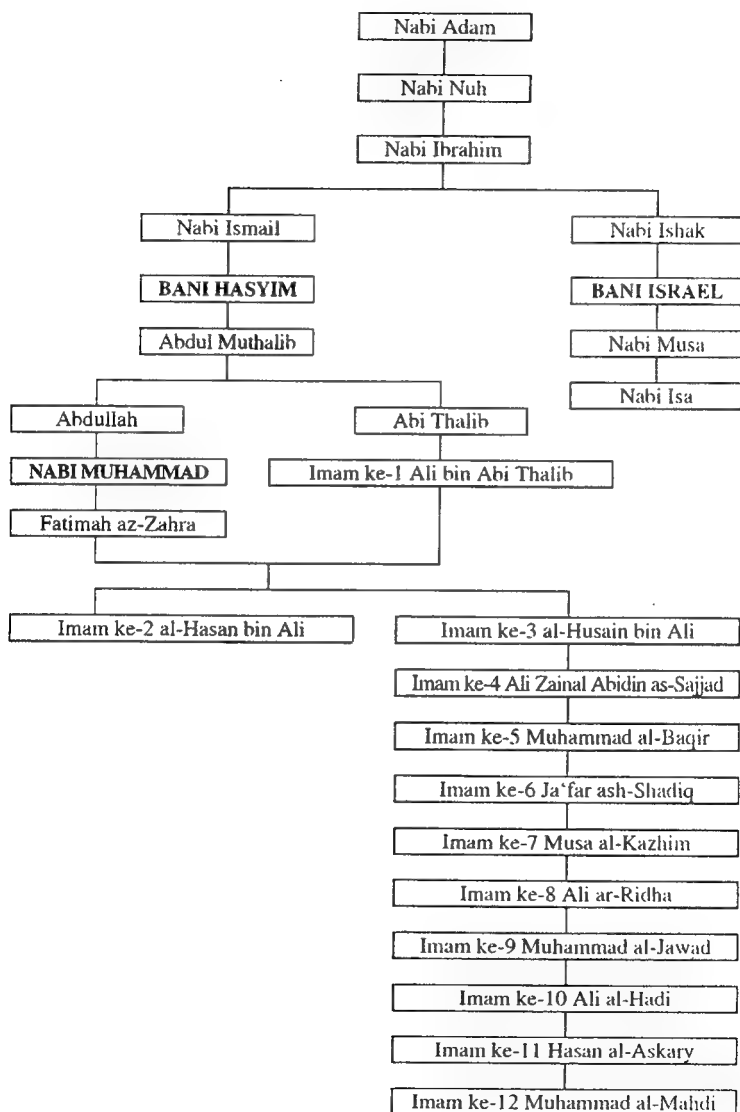 Nabi Adam
Nabi Nuh
Nabi Ibrahim
Nabi Ismail
Nabi Ishak
BANI HASYIM
BANI ISRAEL
Abdul Muthalib
Nabi Musa
Nabi Isa
Abdullah
Abi Thalib
NABI MUHAMMAD
Imam ke-1 Ali bin Abi Thalib
Fatimah az-Zahra
Imam ke-2 al-Hasan bin Ali
Imam ke-3 al-Husain bin Ali
Imam ke-4 Ali Zainal Abidin as-Sajjad
Imam ke-5 Muhammad al-Baqir
Imam ke-6 Ja‘far ash-Shadiq
Imam ke-7 Musa al-Kazhim
Imam ke-8 Ali ar-Ridha
Imam ke-9 Muhammad al-Jawad
Imam ke-10 Ali al-Hadi
Imam ke-11 Hasan al-Askary
Imam ke-12 Muhammad al-Mahdi